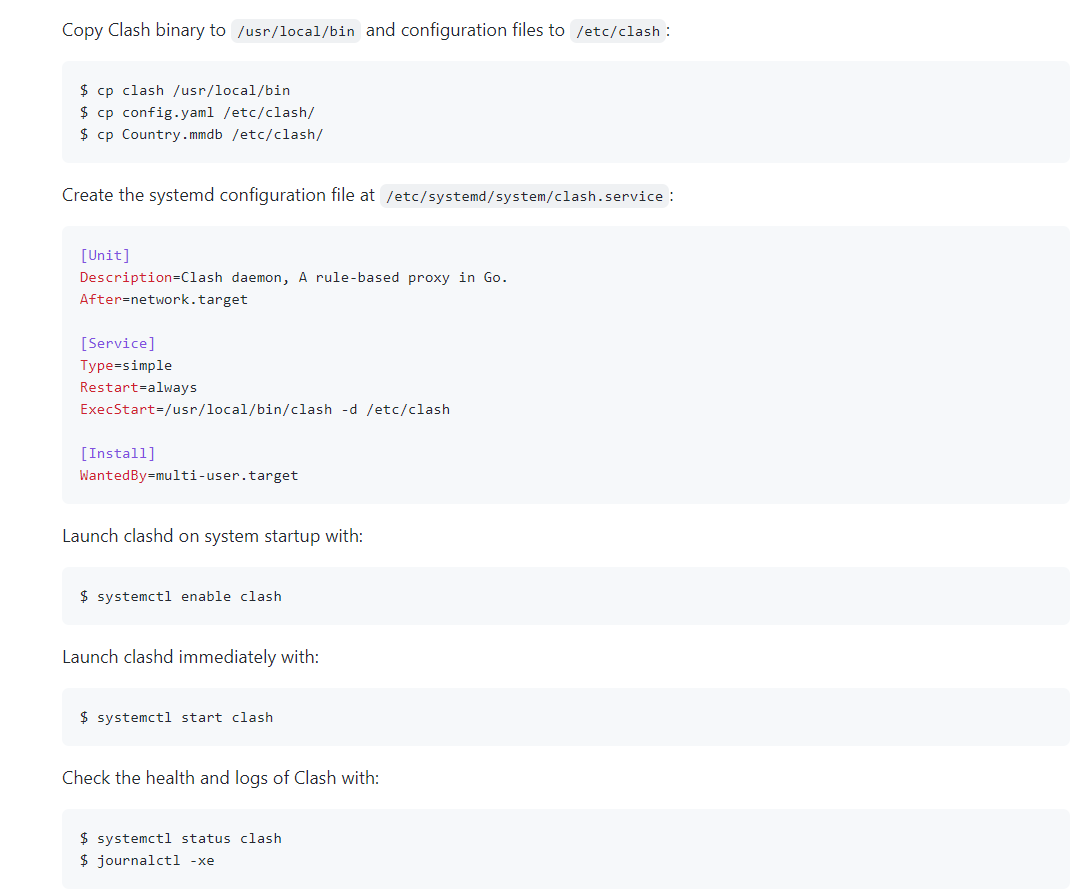 Copy Clash binary to /usr/local/bin and configuration files to /etc/clash:
$ cp clash /usr/local/bin
$ cp config.yaml /etc/clash/
$ cp Country.mmdb /etc/clash/
Create the systemd configuration file at /etc/systemd/system/clash.service:
[Unit]
Description=Clash daemon, A rule-based proxy in Go.
After=network.target
[Service]
Type=simple
Restart=always
ExecStart=/usr/local/bin/clash -d /etc/clash
[Install]
WantedBy=multi-user.target
Launch clashd on system startup with:
$ systemctl enable clash
Launch clashd immediately with:
$ systemctl start clash
Check the health and logs of Clash with:
$ systemctl status clash
$ journalctl -xe